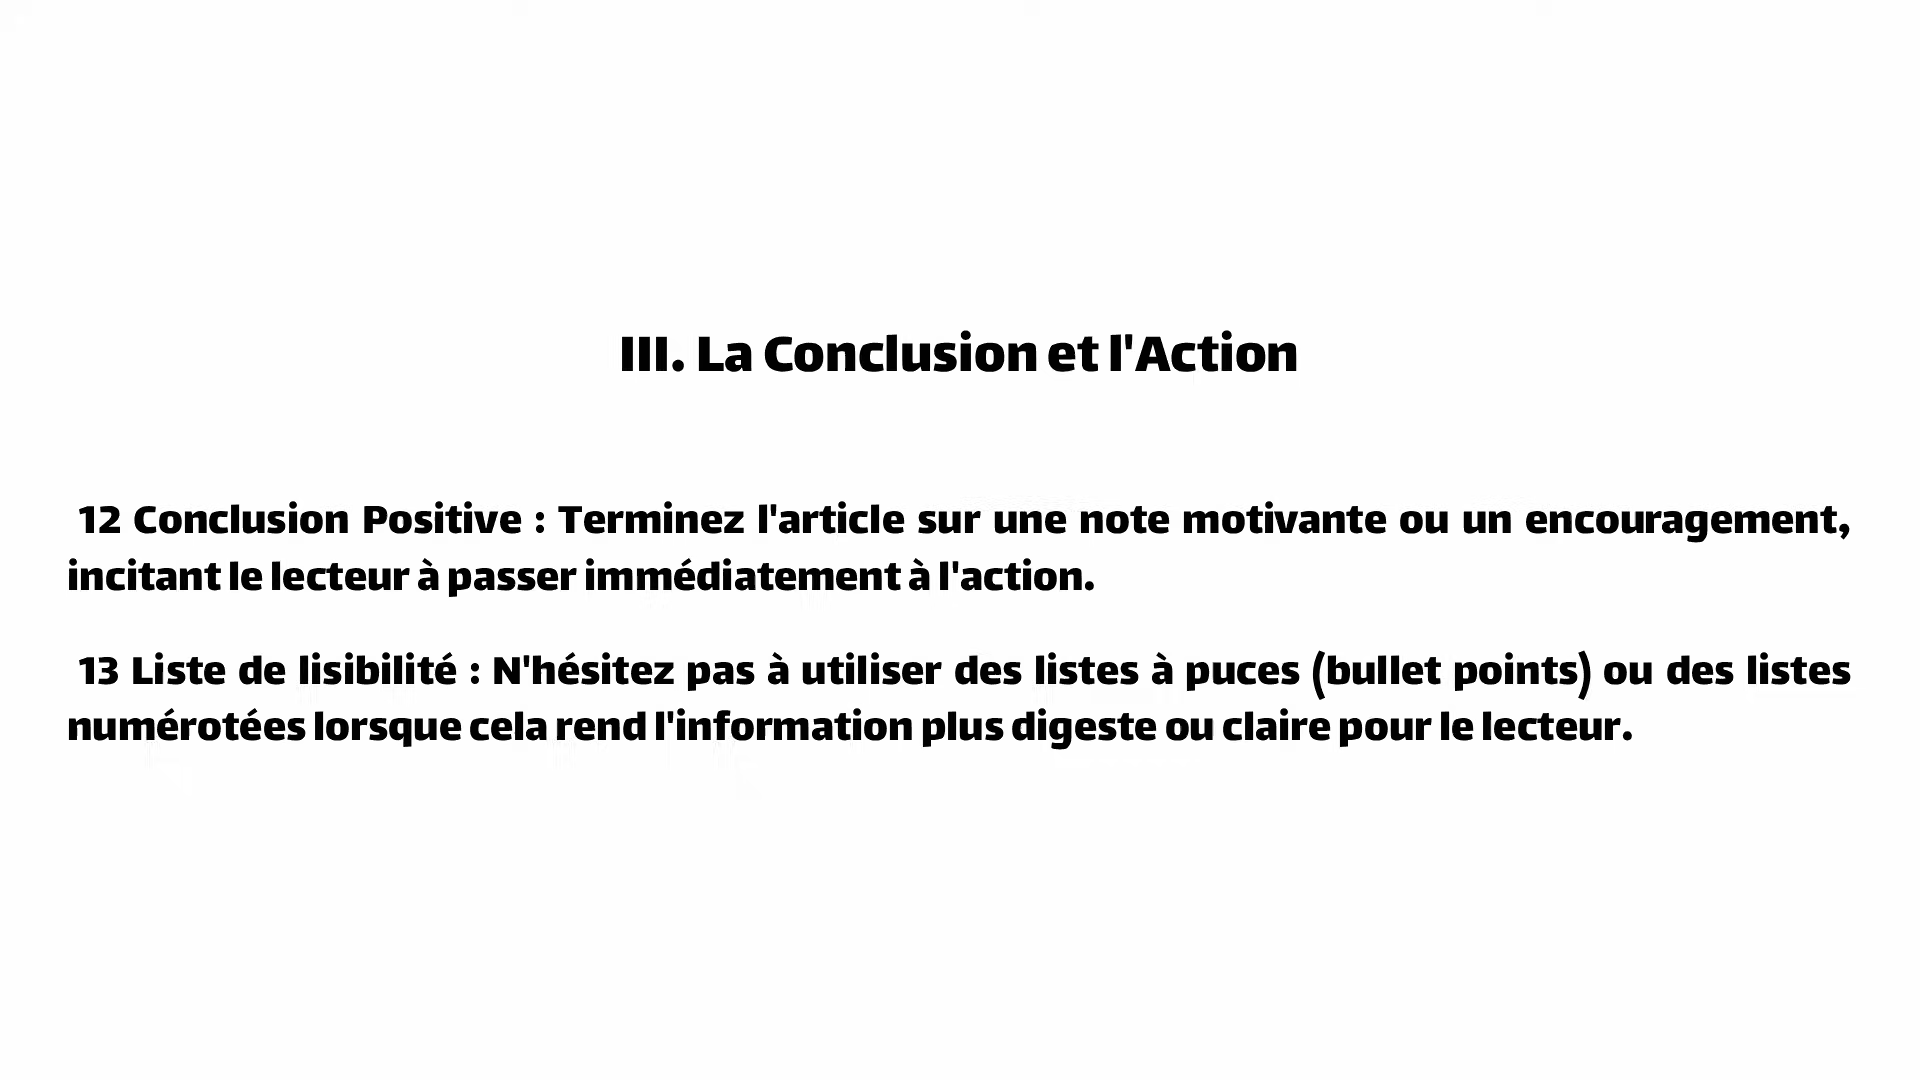 III. La Conclusion et l'Action
12 Conclusion Positive : Terminez l'article sur une note motivante ou un encouragement,
incitant le lecteur à passer immédiatement à l'action.
13 Liste de lisibilité : N'hésitez pas à utiliser des listes à puces (bullet points) ou des listes
numérotées lorsque cela rend l'information plus digeste ou claire pour le lecteur.